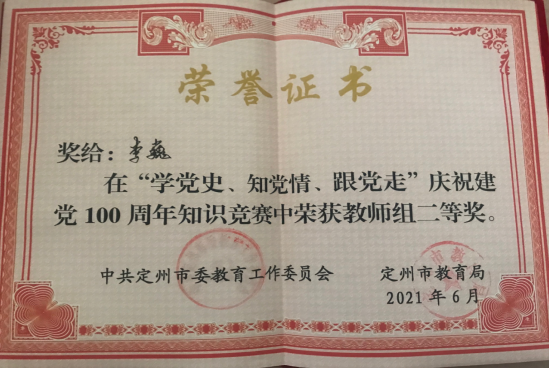 荣誉证书
奖给：李巍
在“学党史、知党情、跟党走”庆祝建
党100周年知识竞赛中荣获教师组二等奖。
中共定州市委教育工作委员会 定州市教育局
2021年6月